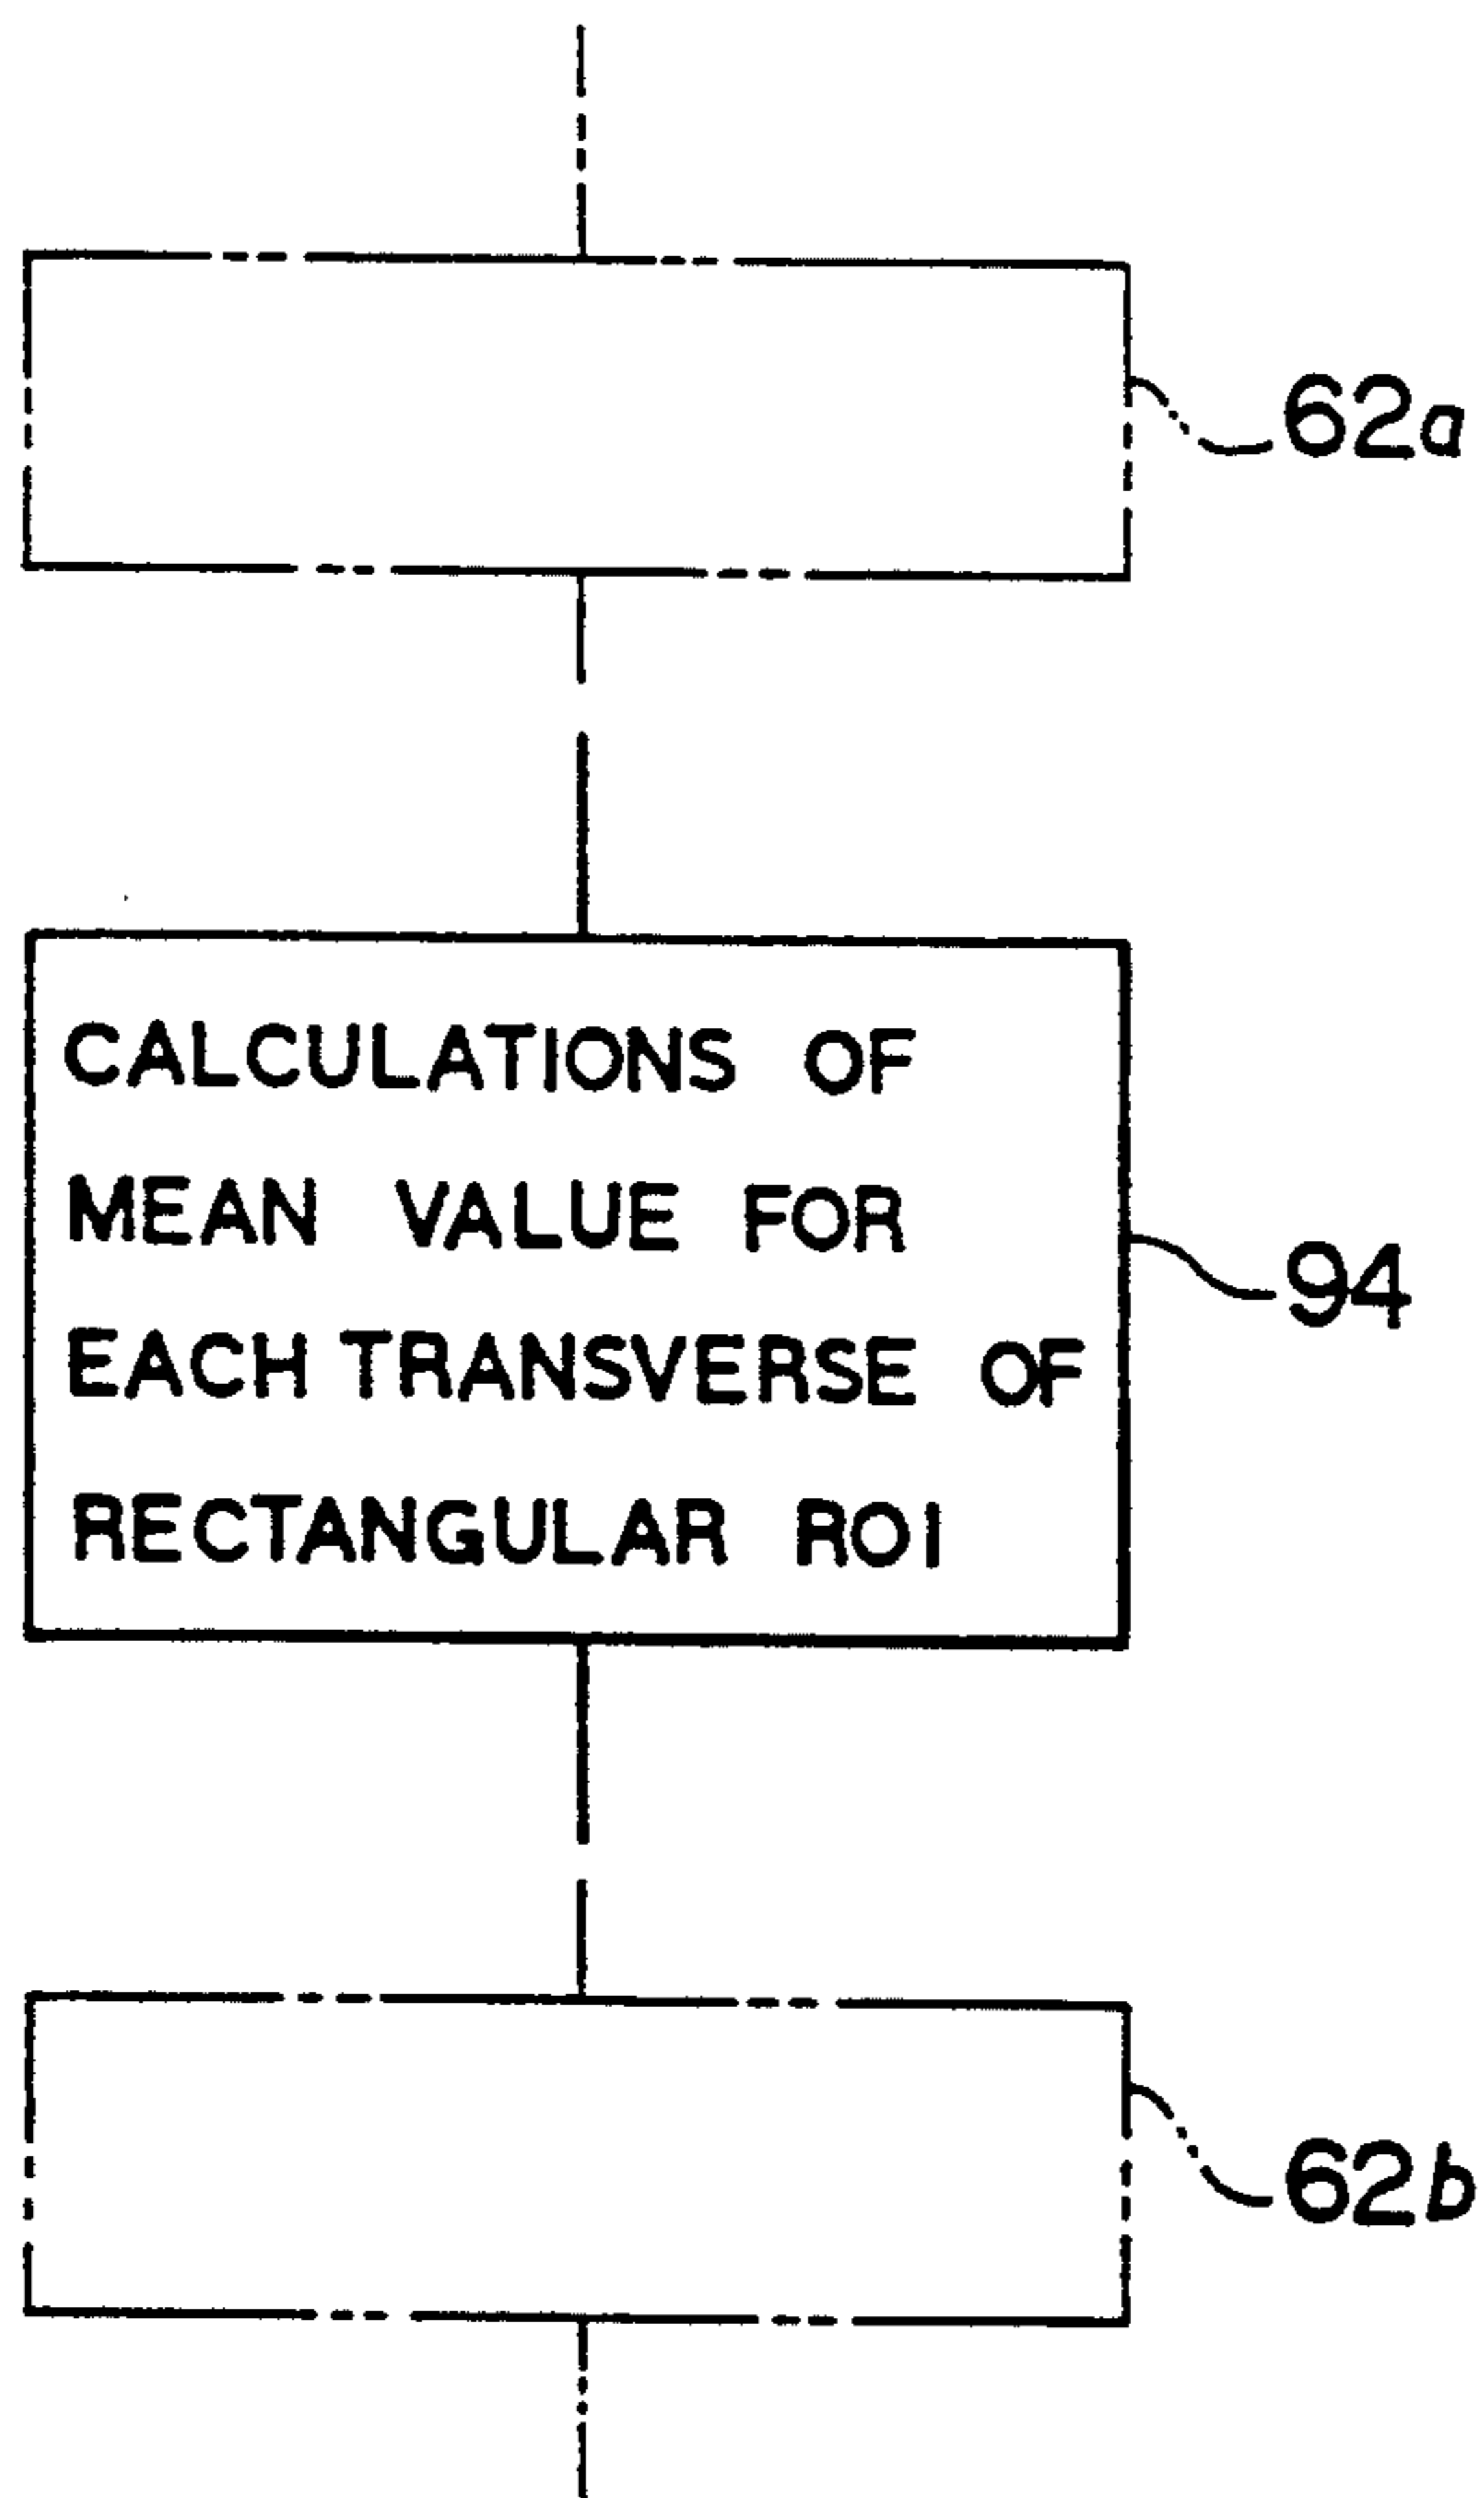 62a
CALCULATIONS OF
MEAN VALUE FOR
EACH TRANSVERSE OF
RECTANGULAR ROI
94
62b